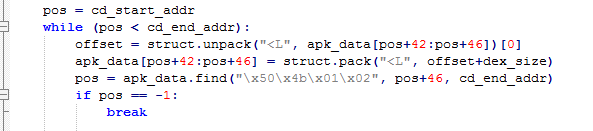 pos = cd_start_addr
while (pos < cd_end_addr):
    offset = struct.unpack("<L", apk_data[pos+42:pos+46])[0]
    apk_data[pos+42:pos+46] = struct.pack("<L", offset+dex_size)
    pos = apk_data.find("\x50\x4b\x01\x02", pos+46, cd_end_addr)
    if pos == -1:
        break